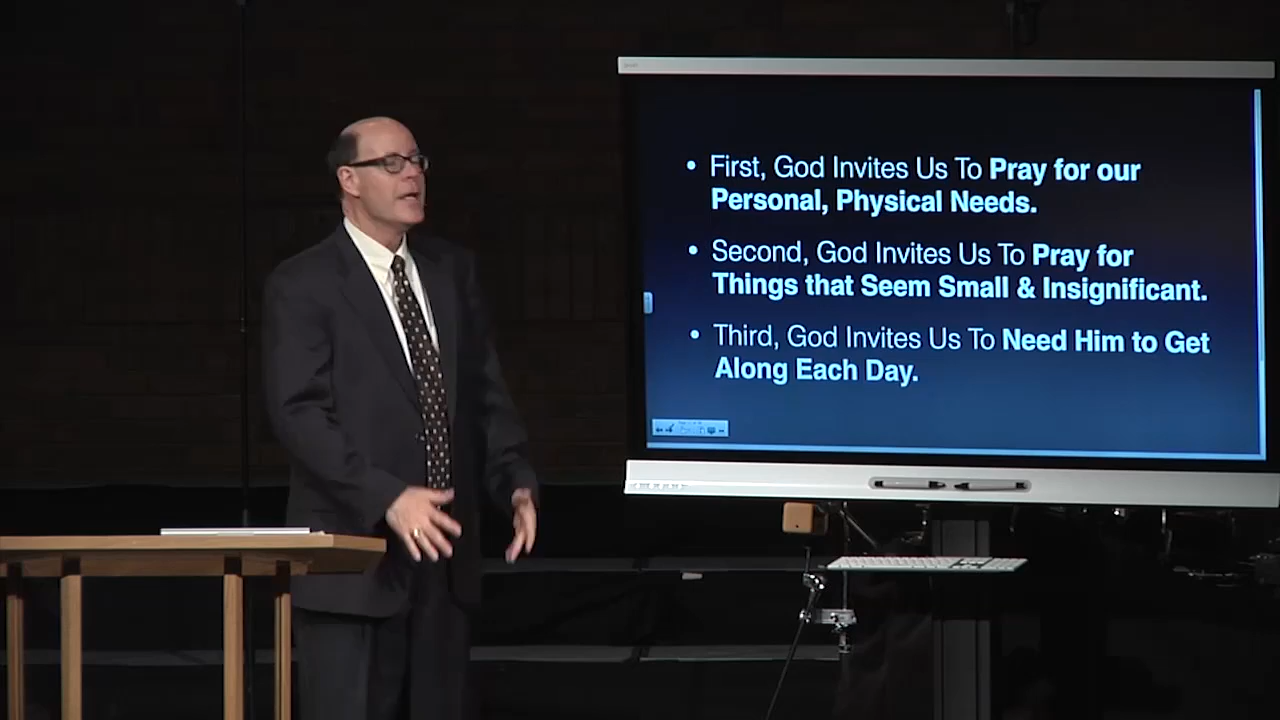 • First, God Invites Us To Pray for our
Personal, Physical Needs.
• Second, God Invites Us To Pray for
Things that Seem Small & Insignificant.
• Third, God Invites Us To Need Him to Get
Along Each Day.